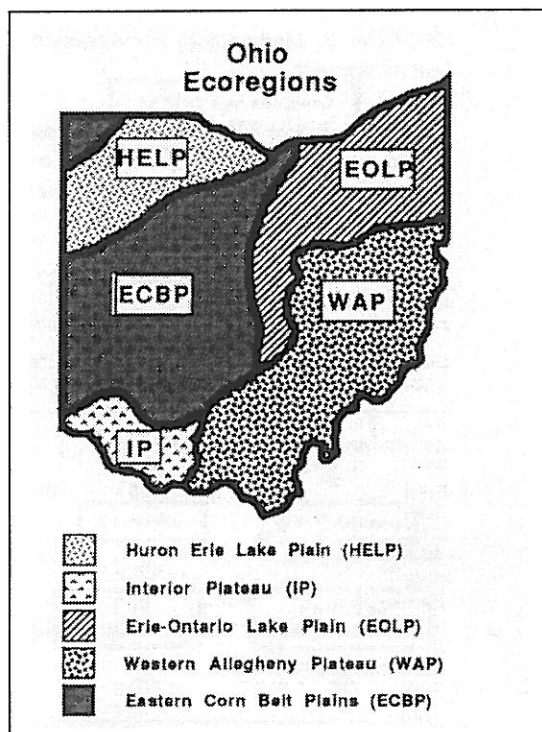 Ohio
Ecoregions
HELP
EOLP
ECBP
WAP
IP
Huron Erie Lake Plain (HELP)
Interior Plateau (IP)
Erie-Ontario Lake Plain (EOLP)
Western Allegheny Plateau (WAP)
Eastern Corn Belt Plains (ECBP)